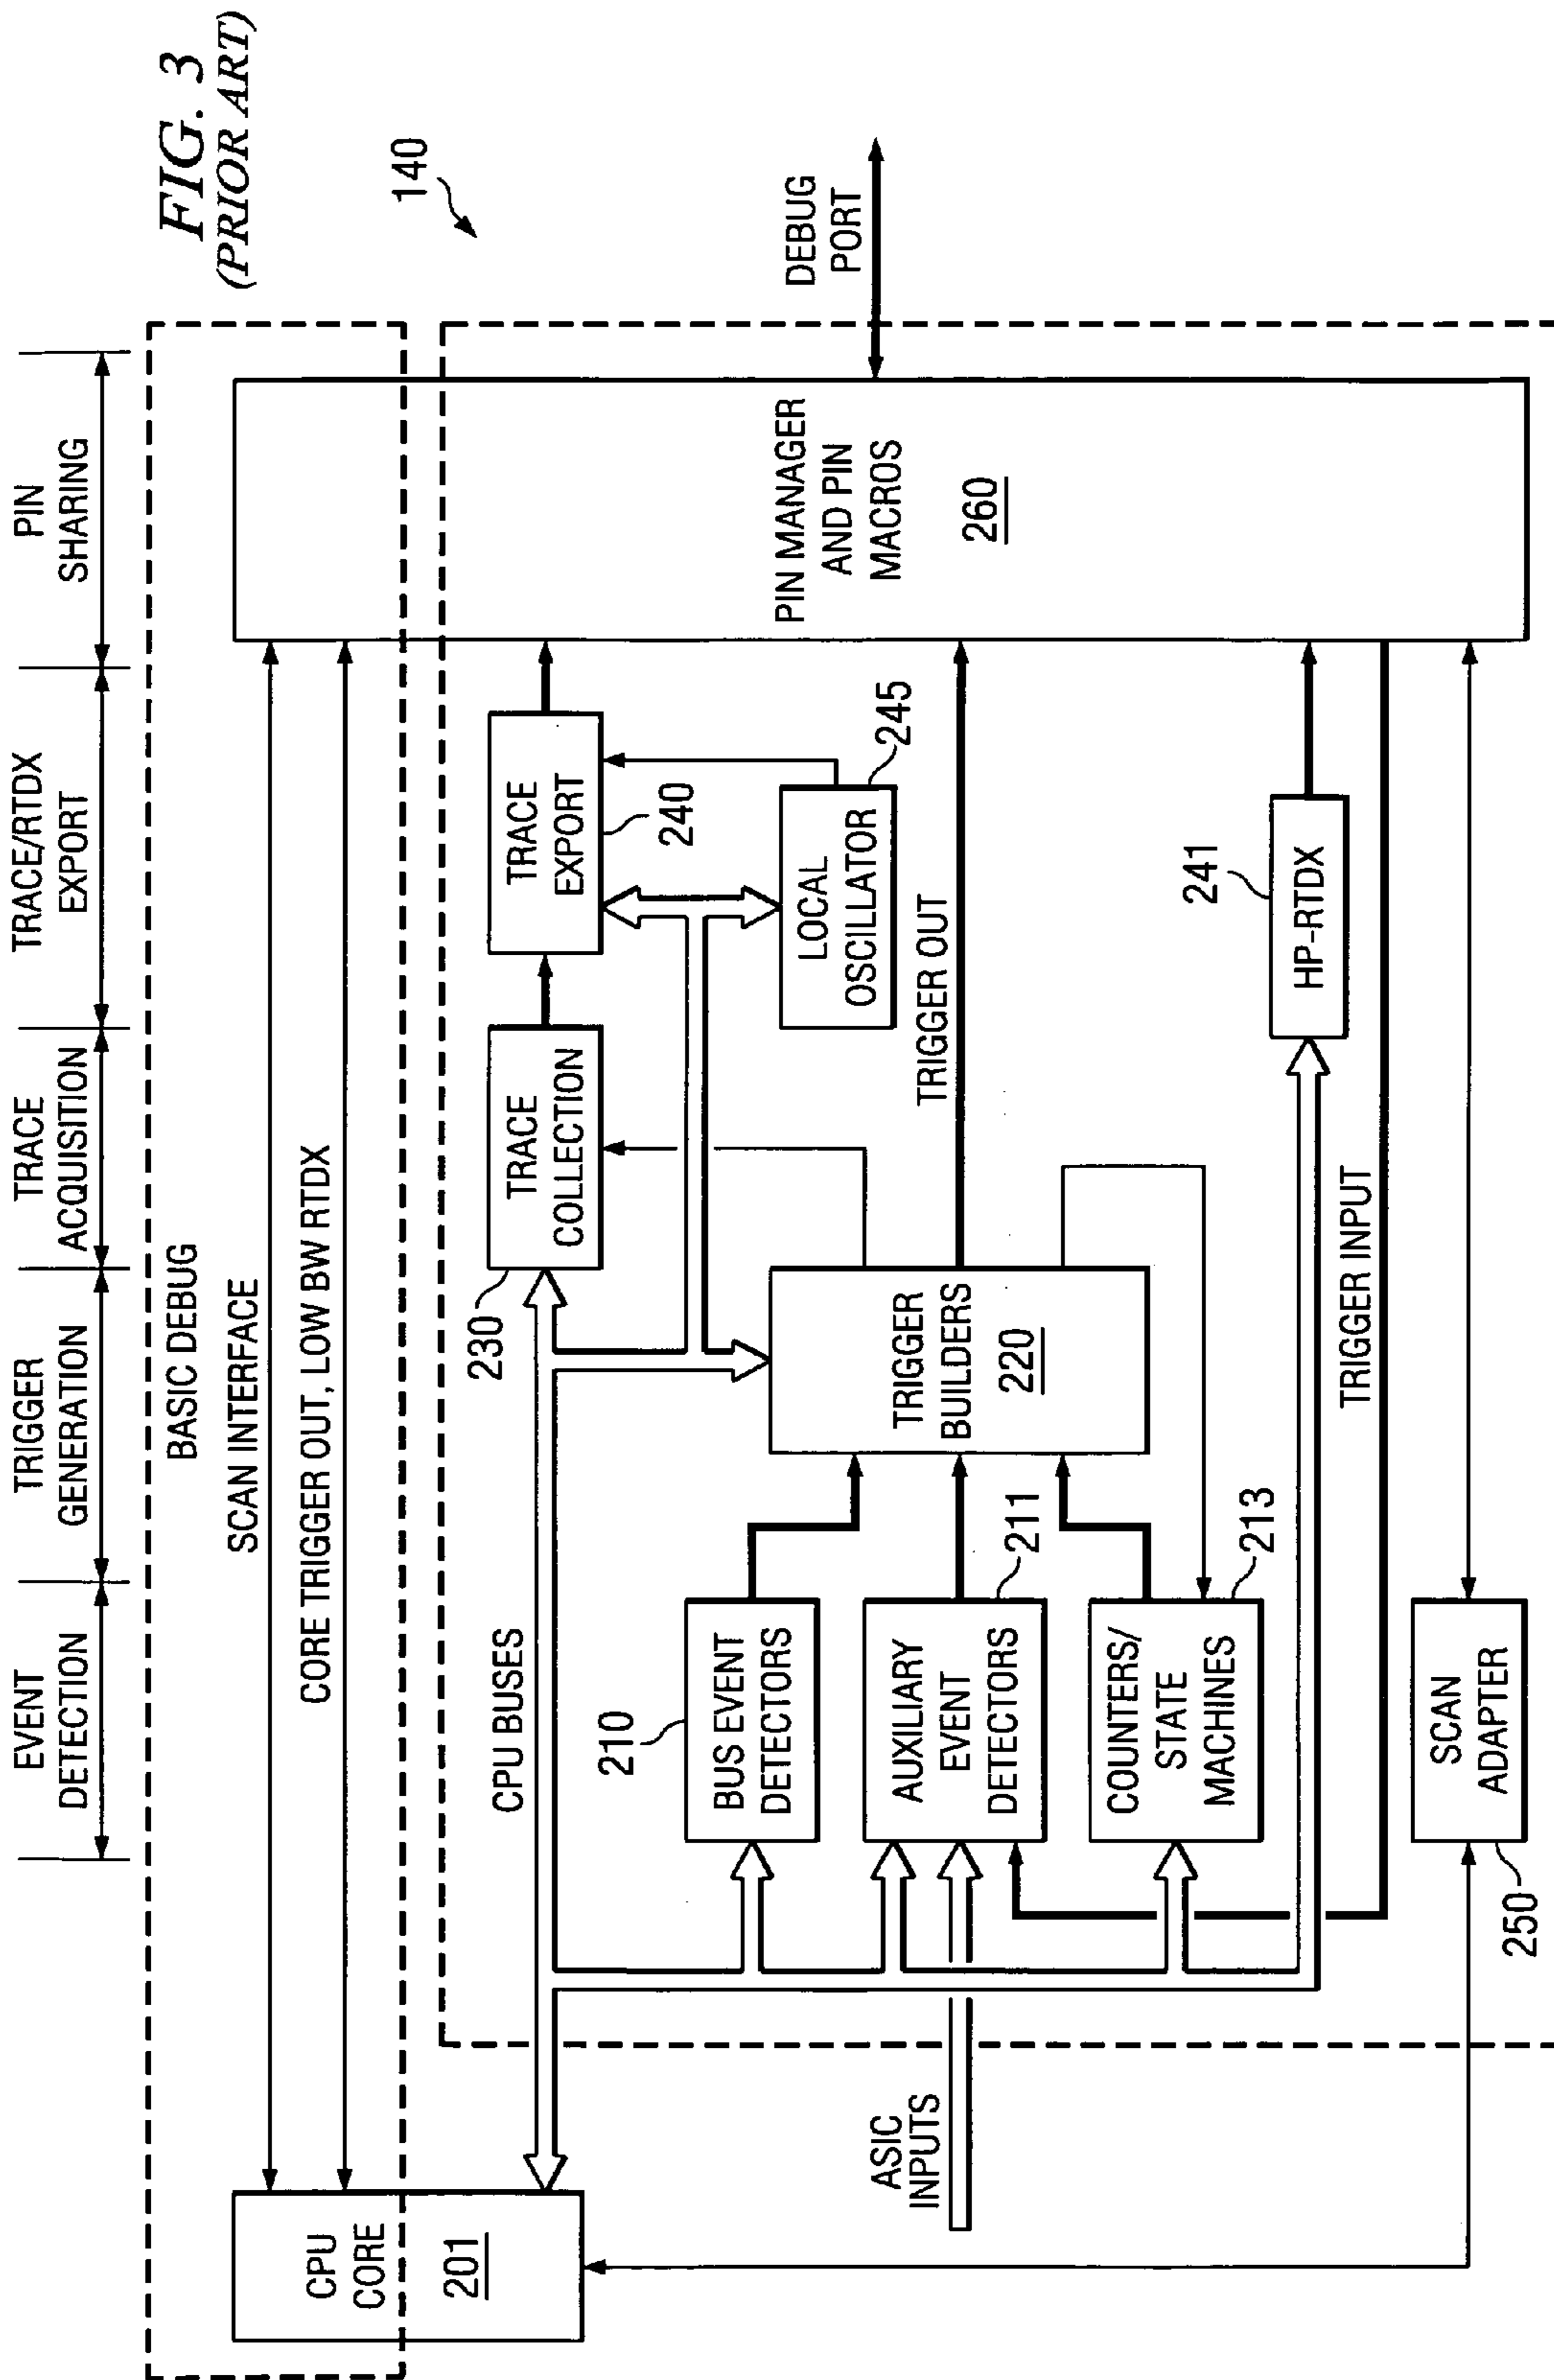 FIG. 3
(PRIOR ART)
EVENT
DETECTION
TRIGGER
GENERATION
TRACE
ACQUISITION
TRACE/RTDX
EXPORT
PIN
SHARING
BASIC DEBUG
SCAN INTERFACE
CORE TRIGGER OUT, LOW BW RTDX
140
CPU
CORE
201
CPU BUSES
230
TRACE
COLLECTION
TRACE
EXPORT
240
LOCAL
OSCILLATOR
245
210
BUS EVENT
DETECTORS
AUXILIARY
EVENT
DETECTORS
211
COUNTERS/
STATE
MACHINES
213
TRIGGER
BUILDERS
220
TRIGGER OUT
PIN MANAGER
AND PIN
MACROS
260
DEBUG
PORT
ASIC
INPUTS
241
HP-RTDX
TRIGGER INPUT
SCAN
ADAPTER
250